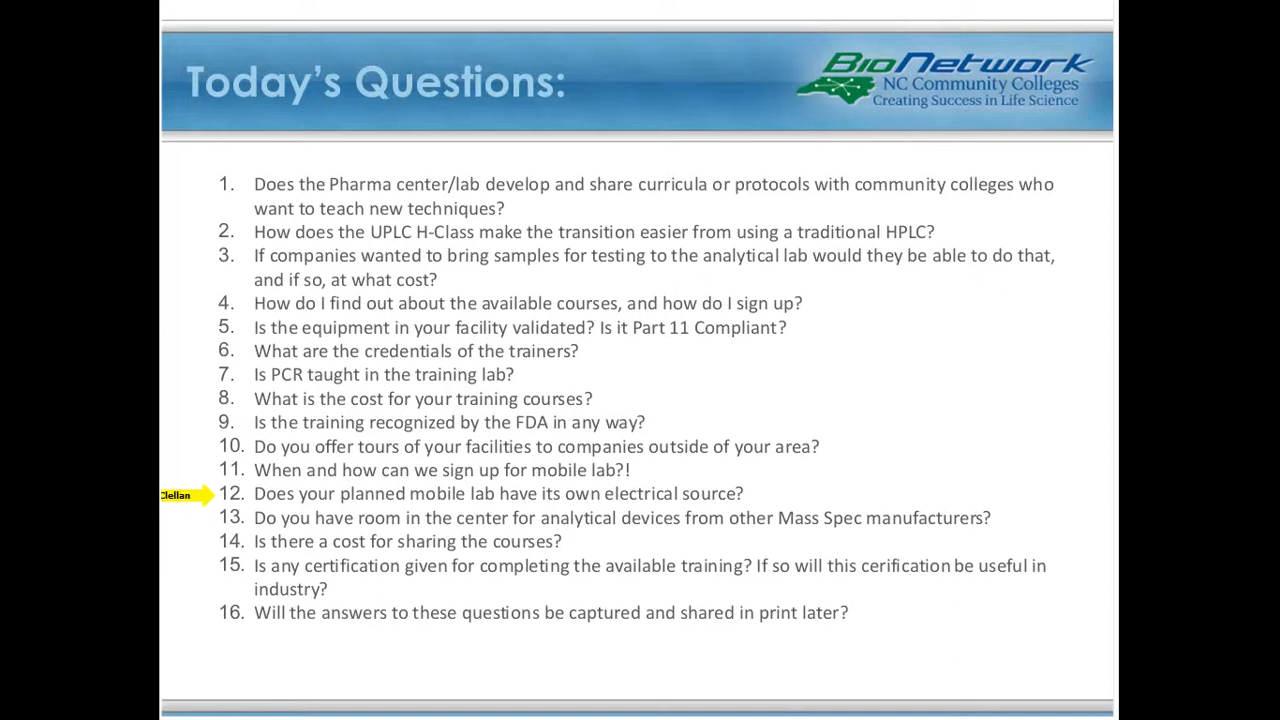 Today's Questions:
BioNetwork
NC Community Colleges
Creating Success in Life Science
1. Does the Pharma center/lab develop and share curricula or protocols with community colleges who
want to teach new techniques?
2. How does the UPLC H-Class make the transition easier from using a traditional HPLC?
3. If companies wanted to bring samples for testing to the analytical lab would they be able to do that,
and if so, at what cost?
4. How do I find out about the available courses, and how do I sign up?
5. Is the equipment in your facility validated? Is it Part 11 Compliant?
6. What are the credentials of the trainers?
7. Is PCR taught in the training lab?
8. What is the cost for your training courses?
9. Is the training recognized by the FDA in any way?
10. Do you offer tours of your facilities to companies outside of your area?
11. When and how can we sign up for mobile lab?!
Clellan
12. Does your planned mobile lab have its own electrical source?
13. Do you have room in the center for analytical devices from other Mass Spec manufacturers?
14. Is there a cost for sharing the courses?
15. Is any certification given for completing the available training? If so will this cerification be useful in
industry?
16. Will the answers to these questions be captured and shared in print later?